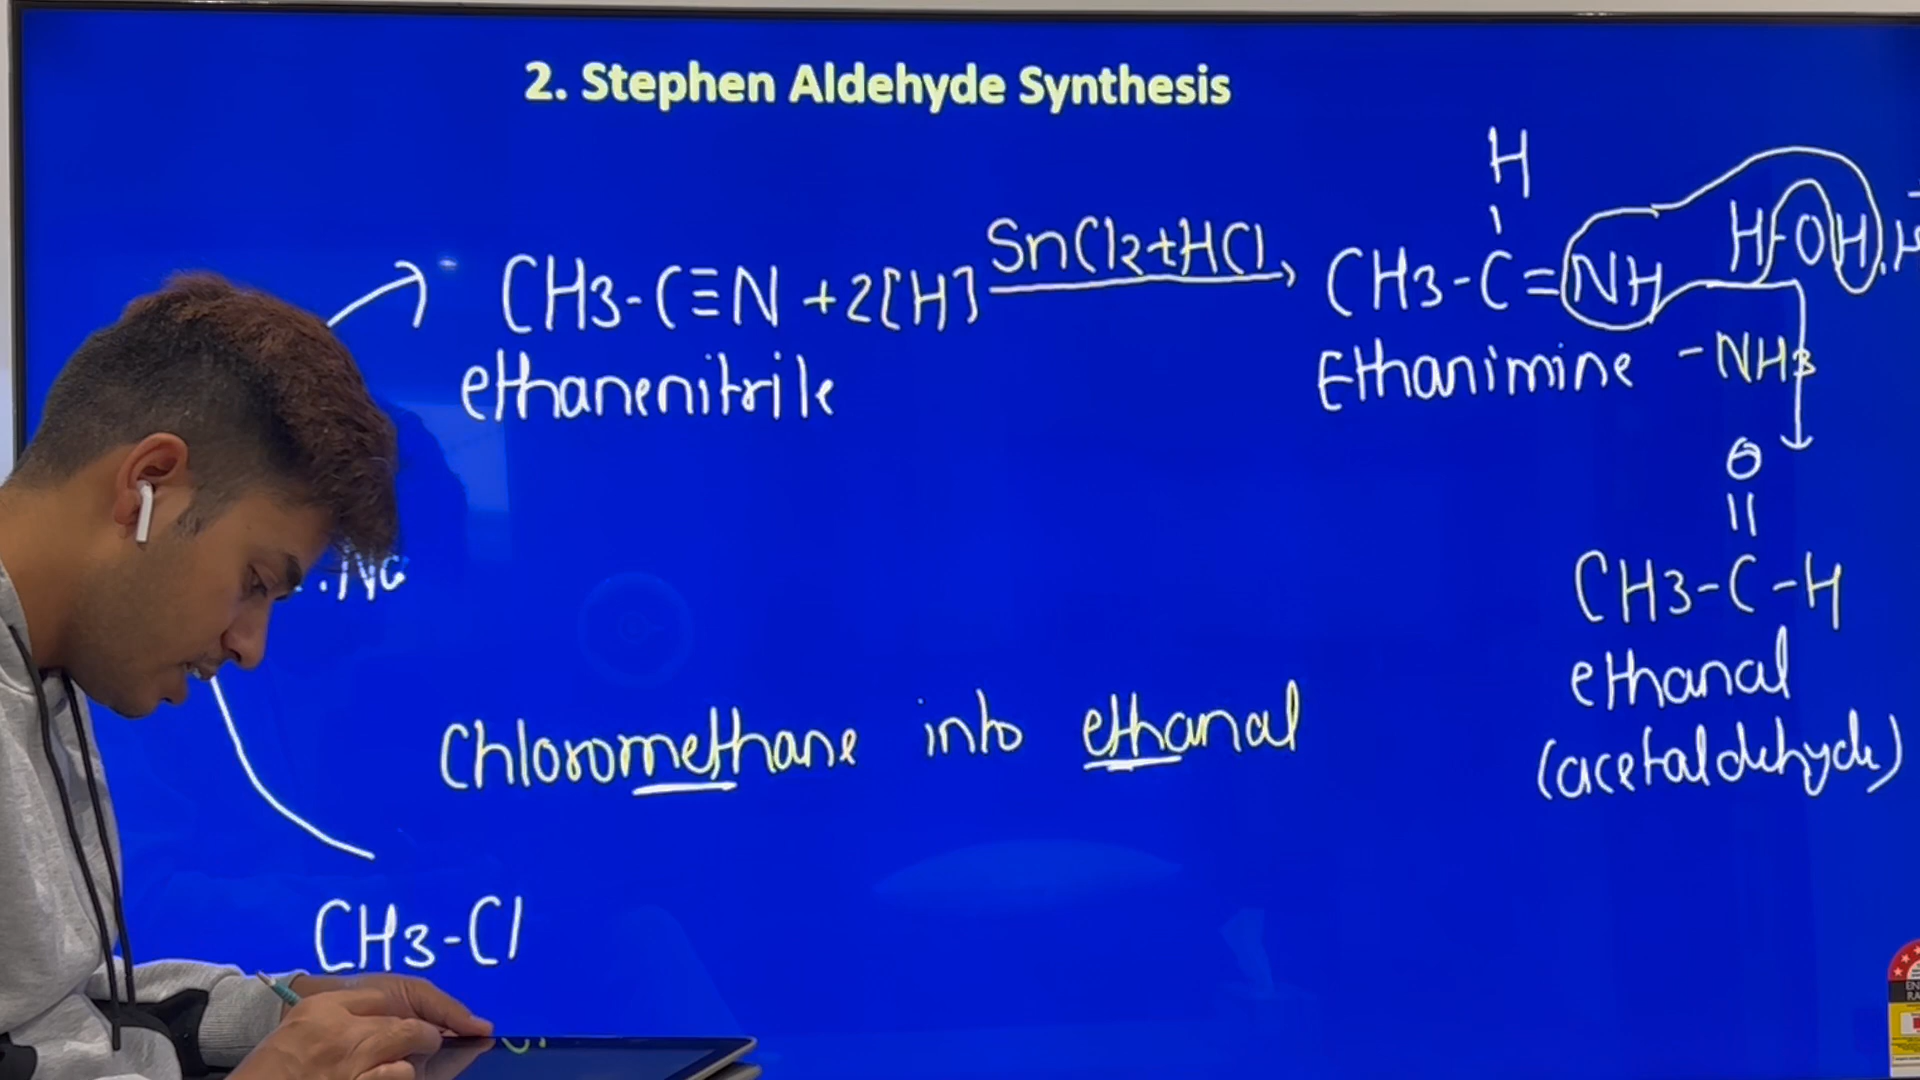 2. Stephen Aldehyde Synthesis
H
CH3-C≡N +2[H] SnCl2+HCl CH3-C=NH H-OH
ethanenitrile
Ethanimine -NH3
O
CH3-C-H
ethanal
(acetaldehyde)
Chloromethane into ethanal
CH3-Cl